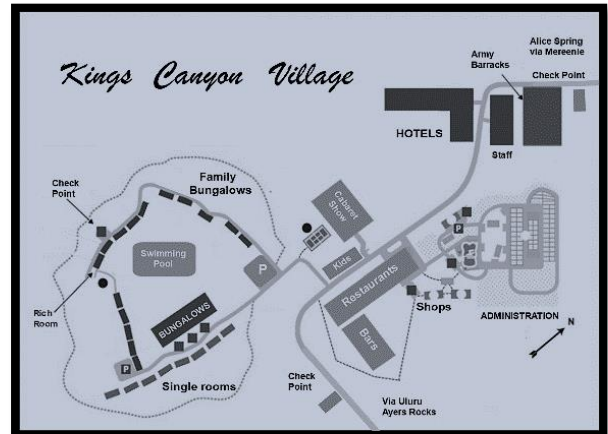 Kings Canyon Village
Alice Spring
via Mereenie
Army
Barracks
Check Point
HOTELS
Staff
Family
Bungalows
Check
Point
Cabaret
Show
Swimming
Pool
P
P
Kids
P
Restaurants
Rich
Room
BUNGALOWS
Shops
ADMINISTRATION
Bars
N
Single rooms
Check
Point
Via Uluru
Ayers Rocks